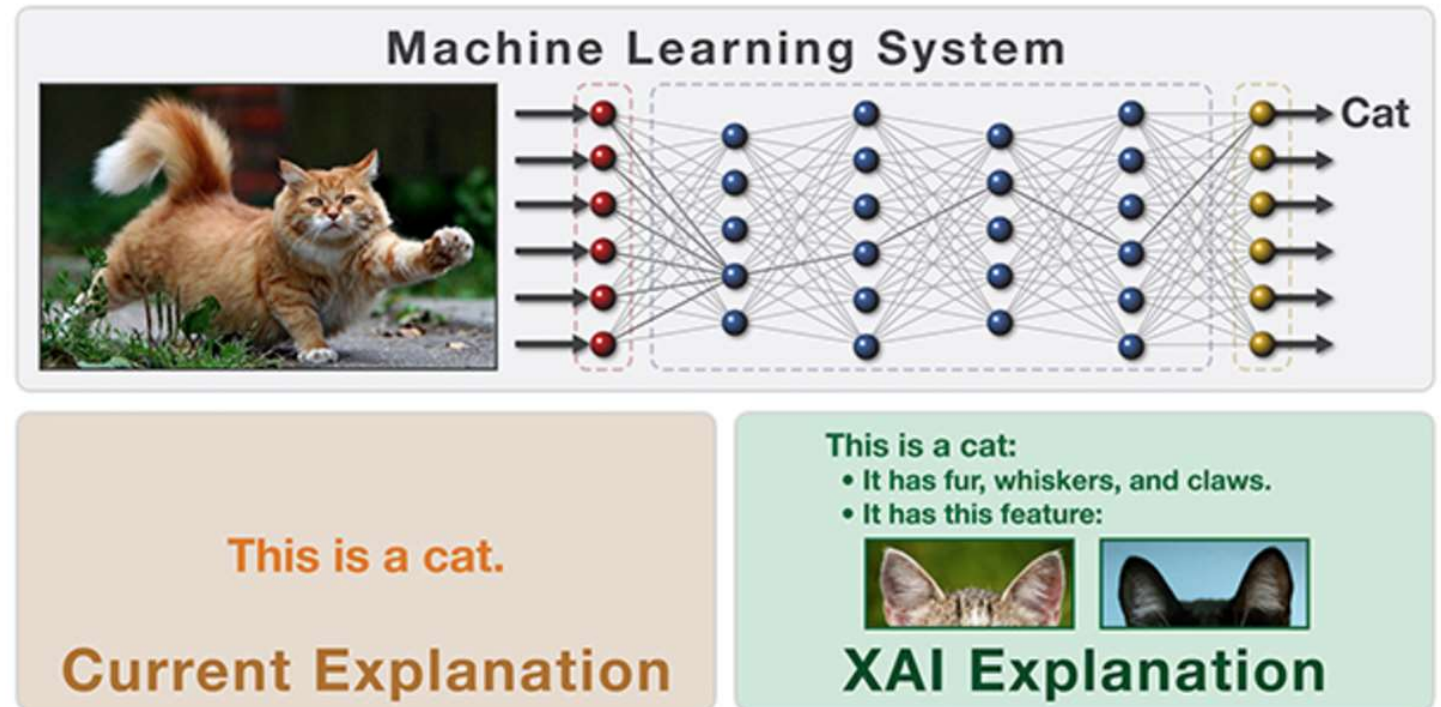 Machine Learning System
Cat
This is a cat.
Current Explanation
This is a cat:
• It has fur, whiskers, and claws.
• It has this feature:
XAI Explanation